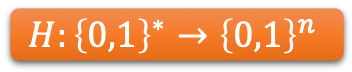 H: {0,1}* → {0,1}ⁿ